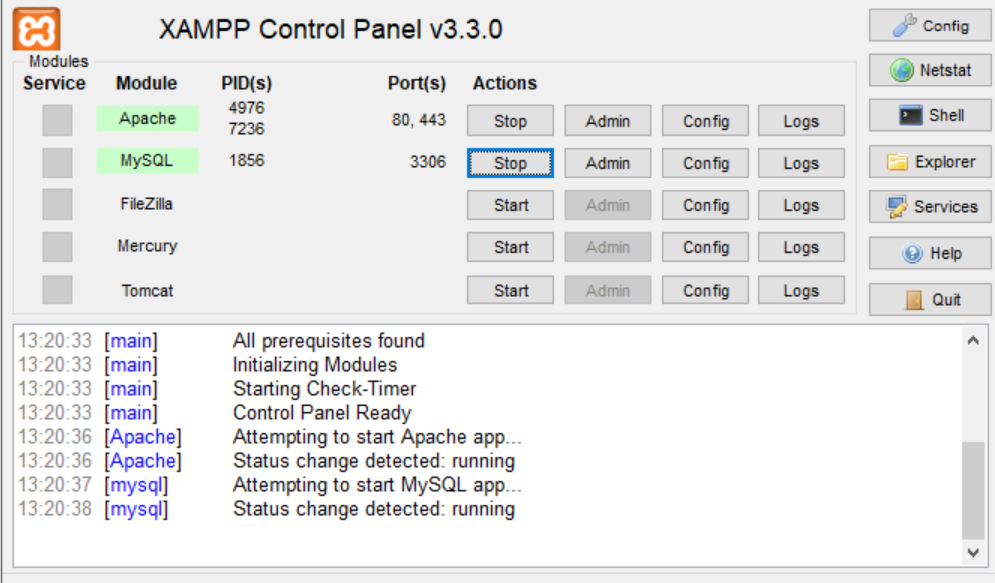 XAMPP Control Panel v3.3.0
Config
Modules
Service Module PID(s) Port(s) Actions
Netstat
Apache 4976 7236 80, 443 Stop Admin Config Logs
Shell
MySQL 1856 3306 Stop Admin Config Logs
Explorer
FileZilla Start Admin Config Logs
Services
Mercury Start Admin Config Logs
Help
Tomcat Start Admin Config Logs
Quit
13:20:33 [main] All prerequisites found
13:20:33 [main] Initializing Modules
13:20:33 [main] Starting Check-Timer
13:20:33 [main] Control Panel Ready
13:20:36 [Apache] Attempting to start Apache app...
13:20:36 [Apache] Status change detected: running
13:20:37 [mysql] Attempting to start MySQL app...
13:20:38 [mysql] Status change detected: running